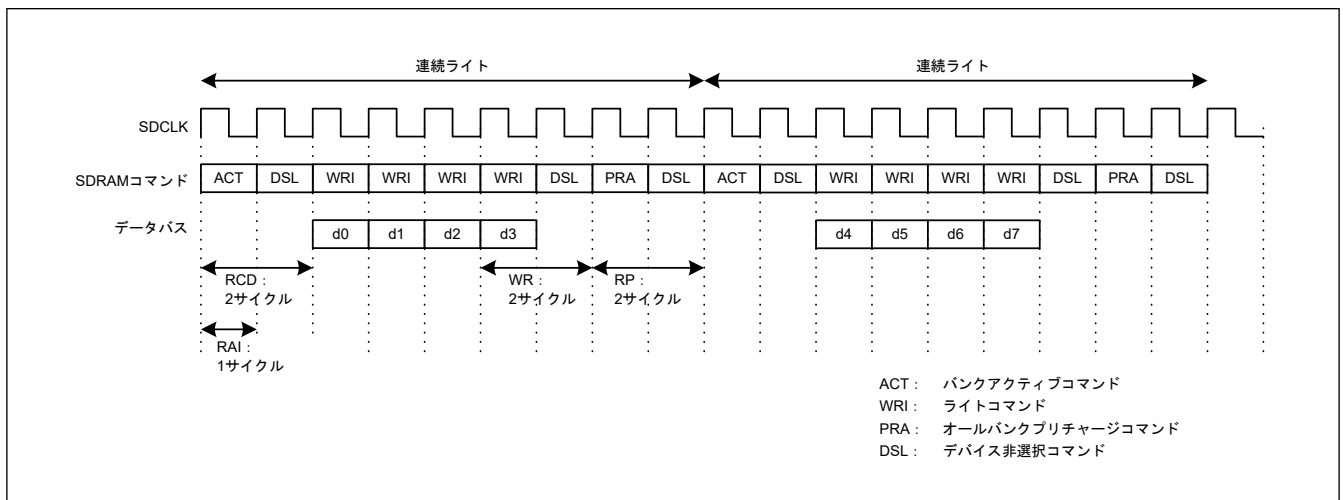 連続ライト 連続ライト
SDCLK
SDRAMコマンド ACT DSL WRI WRI WRI WRI DSL PRA DSL ACT DSL WRI WRI WRI WRI DSL PRA DSL
データバス d0 d1 d2 d3 d4 d5 d6 d7
RCD： WR： RP：
2サイクル 2サイクル 2サイクル
RAI：
1サイクル
ACT： バンクアクティブコマンド
WRI： ライトコマンド
PRA： オールバンクプリチャージコマンド
DSL： デバイス非選択コマンド